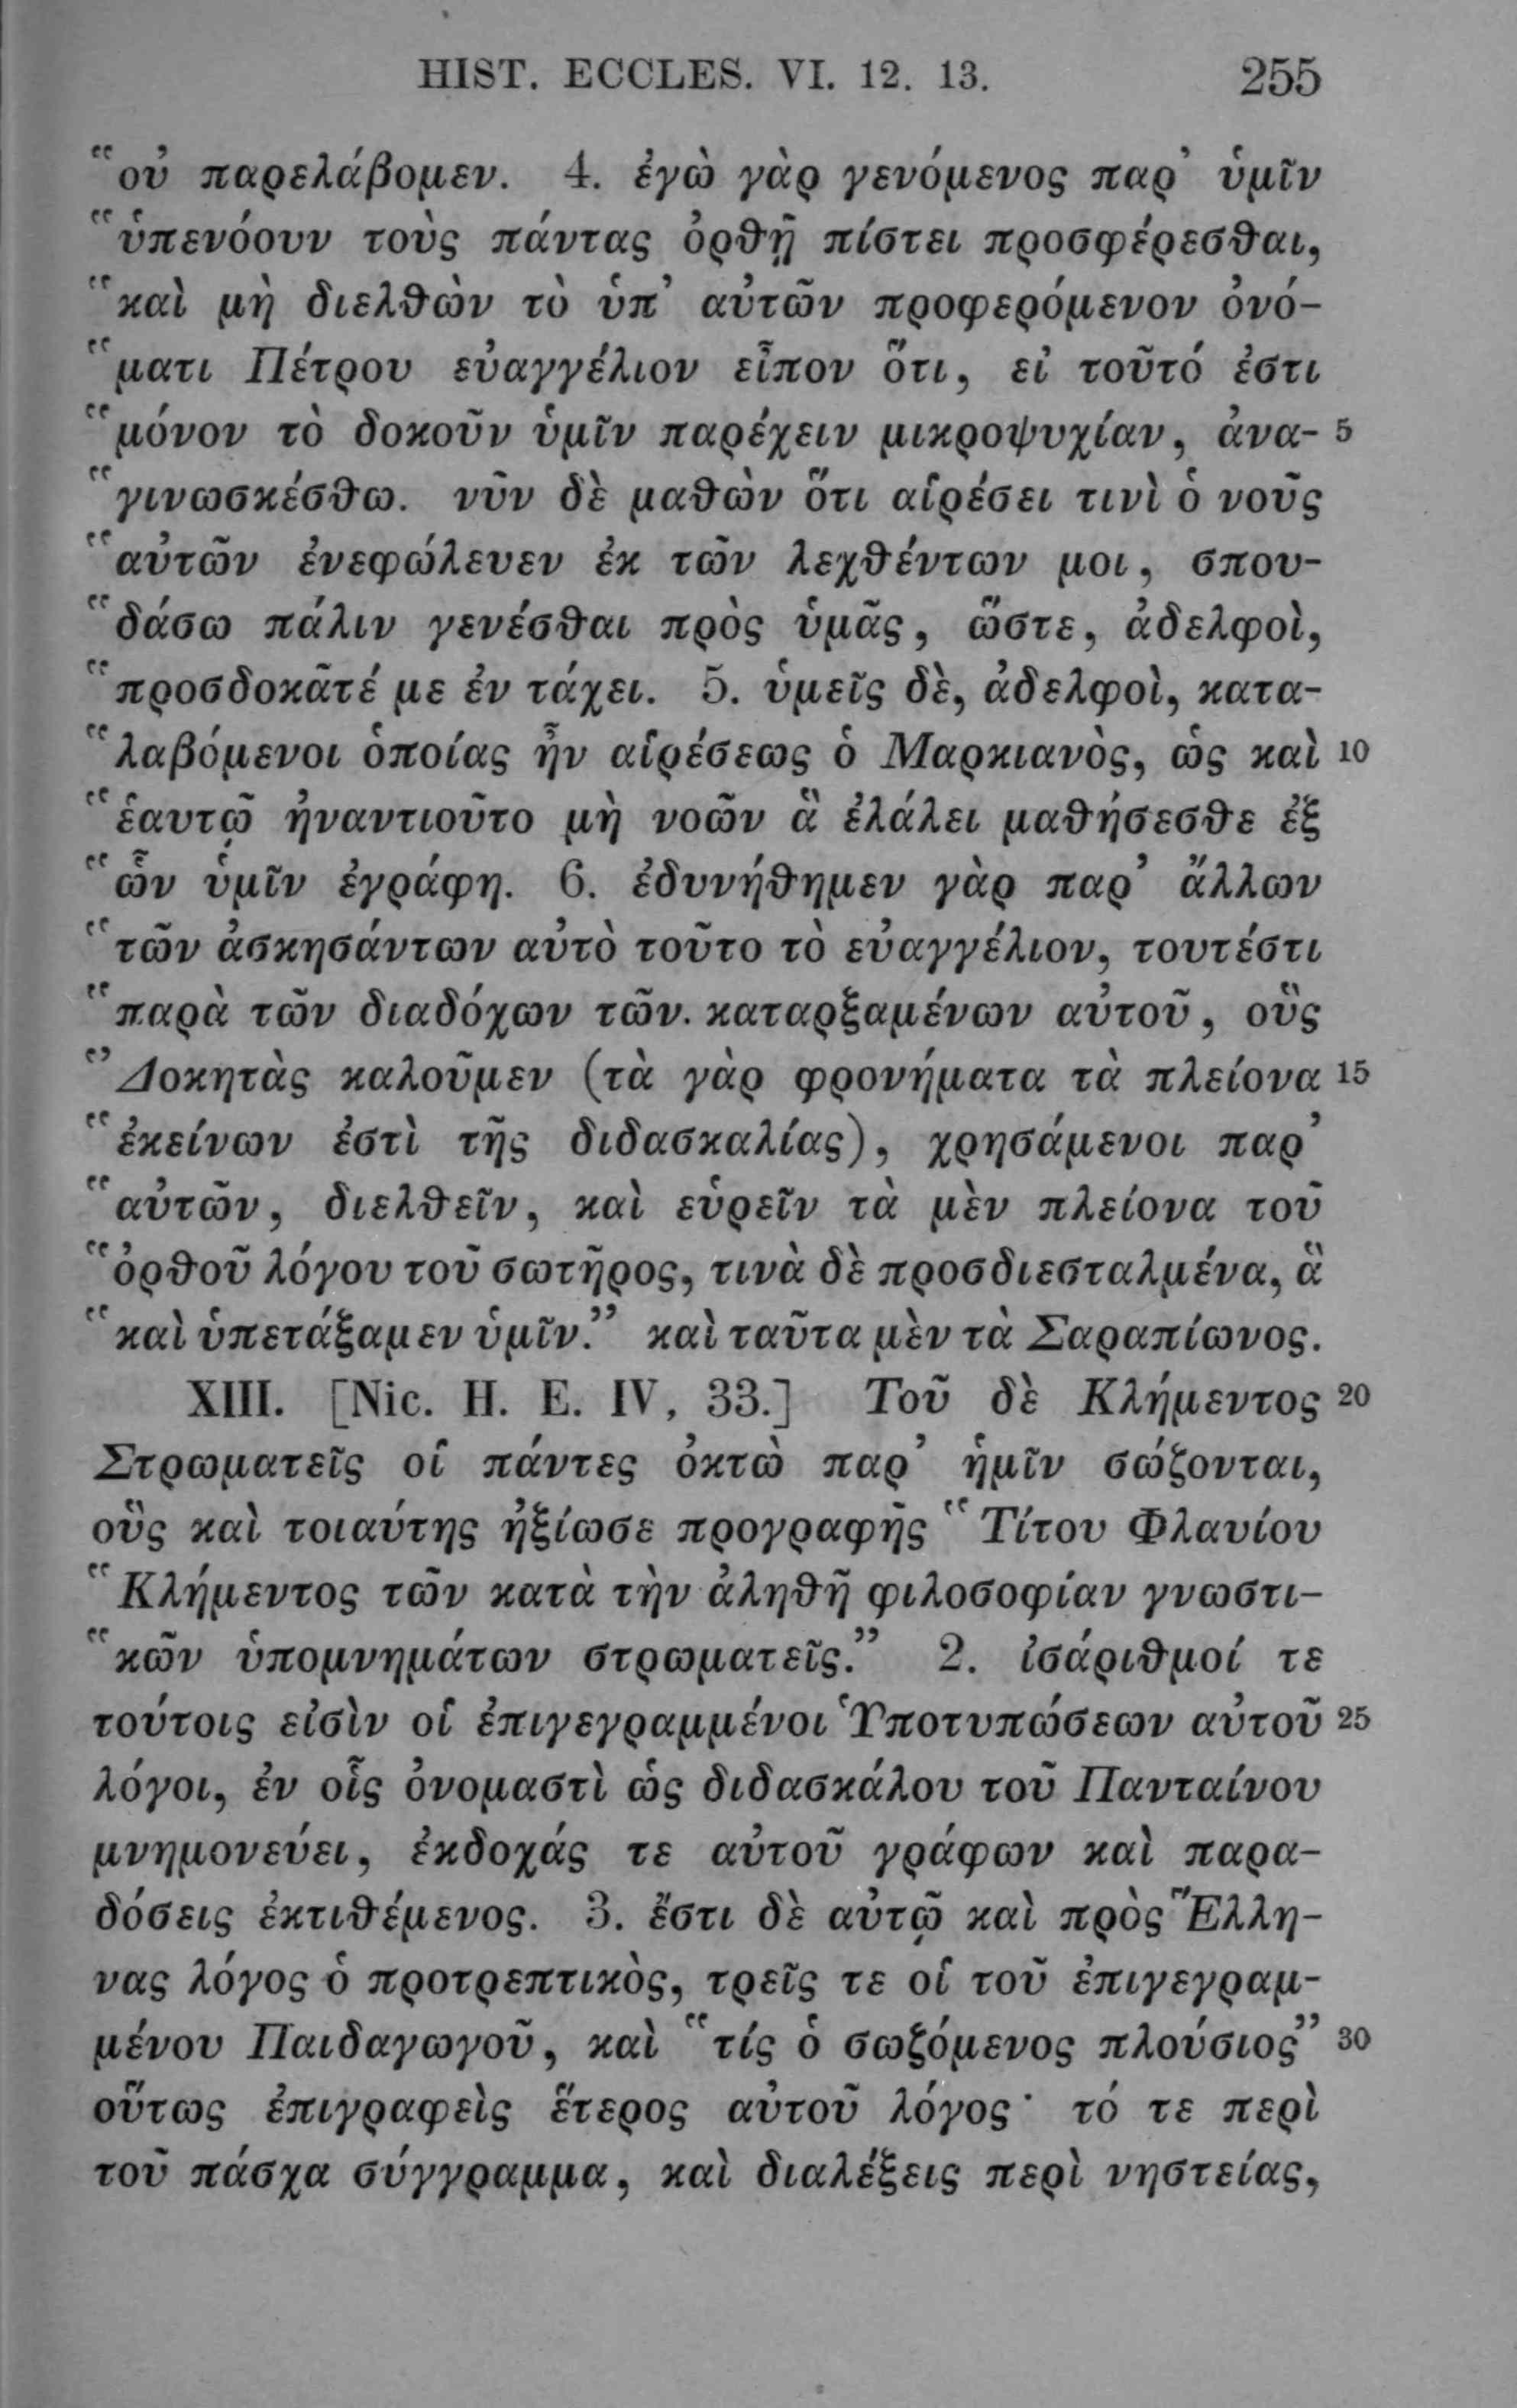 HIST. ECCLES. VI. 12. 13. 255
“οὐ παρελάβομεν. 4. ἐγὼ γὰρ γενόμενος παρ’ ὑμῖν
“ὑπενόουν τοὺς πάντας ὀρθῇ πίστει προσφέρεσθαι,
“καὶ μὴ διελθὼν τὸ ὑπ’ αὐτῶν προφερόμενον ὀνό-
“ματι Πέτρου εὐαγγέλιον εἶπον ὅτι, εἰ τοῦτό ἐστι
“μόνον τὸ δοκοῦν ὑμῖν παρέχειν μικροψυχίαν, ἀνα- 5
“γινωσκέσθω. νῦν δὲ μαθὼν ὅτι αἱρέσει τινὶ ὁ νοῦς
“αὐτῶν ἐνεφώλευεν ἐκ τῶν λεχθέντων μοι, σπου-
“δάσω πάλιν γενέσθαι πρὸς ὑμᾶς, ὥστε, ἀδελφοὶ,
“προσδοκᾶτέ με ἐν τάχει. 5. ὑμεῖς δὲ, ἀδελφοὶ, κατα-
“λαβόμενοι ὁποίας ἦν αἱρέσεως ὁ Μαρκιανὸς, ὡς καὶ 10
“ἑαυτῷ ἠναντιοῦτο μὴ νοῶν ἃ ἐλάλει μαθήσεσθε ἐξ
“ὧν ὑμῖν ἐγράφη. 6. ἐδυνήθημεν γὰρ παρ’ ἄλλων
“τῶν ἀσκησάντων αὐτὸ τοῦτο τὸ εὐαγγέλιον, τουτέστι
“παρὰ τῶν διαδόχων τῶν. καταρξαμένων αὐτοῦ, οὓς
“Δοκητὰς καλοῦμεν (τὰ γὰρ φρονήματα τὰ πλείονα 15
“ἐκείνων ἐστὶ τῆς διδασκαλίας), χρησάμενοι παρ’
“αὐτῶν, διελθεῖν, καὶ εὑρεῖν τὰ μὲν πλείονα τοῦ
“ὀρθοῦ λόγου τοῦ σωτῆρος, τινὰ δὲ προσδιεσταλμένα, ἃ
“καὶ ὑπετάξαμεν ὑμῖν.” καὶ ταῦτα μὲν τὰ Σαραπίωνος.
XIII. [Nic. H. E. IV, 33.] Τοῦ δὲ Κλήμεντος 20
Στρωματεῖς οἱ πάντες ὀκτὼ παρ’ ἡμῖν σώζονται,
οὓς καὶ τοιαύτης ἠξίωσε προγραφῆς “Τίτου Φλαυίου
“Κλήμεντος τῶν κατὰ τὴν ἀληθῆ φιλοσοφίαν γνωστι-
“κῶν ὑπομνημάτων στρωματεῖς.” 2. ἰσάριθμοί τε
τούτοις εἰσὶν οἱ ἐπιγεγραμμένοι Ὑποτυπώσεων αὐτοῦ 25
λόγοι, ἐν οἷς ὀνομαστὶ ὡς διδασκάλου τοῦ Πανταίνου
μνημονεύει, ἐκδοχάς τε αὐτοῦ γράφων καὶ παρα-
δόσεις ἐκτιθέμενος. 3. ἔστι δὲ αὐτῷ καὶ πρὸς Ἕλλη-
νας λόγος ὁ προτρεπτικὸς, τρεῖς τε οἱ τοῦ ἐπιγεγραμ-
μένου Παιδαγωγοῦ, καὶ “τίς ὁ σωζόμενος πλούσιος” 30
οὕτως ἐπιγραφεὶς ἕτερος αὐτοῦ λόγος· τό τε περὶ
τοῦ πάσχα σύγγραμμα, καὶ διαλέξεις περὶ νηστείας,